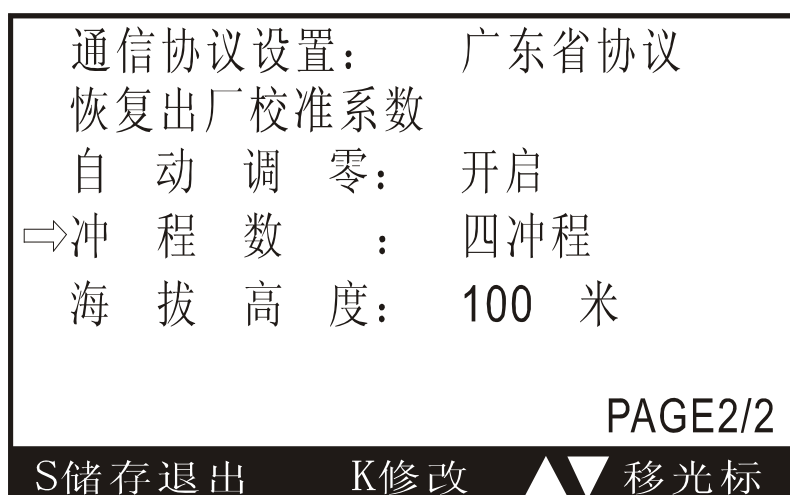 通信协议设置： 广东省协议
恢复出厂校准系数
自动调零： 开启
⇨冲程数： 四冲程
海拔高度： 100 米
PAGE2/2
S储存退出 K修改 ▲▼移光标